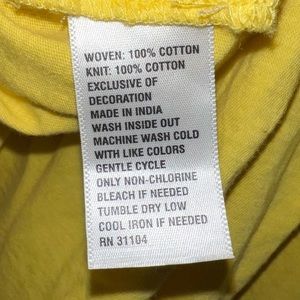 WOVEN: 100% COTTON
KNIT: 100% COTTON
EXCLUSIVE OF
DECORATION
MADE IN INDIA
WASH INSIDE OUT
MACHINE WASH COLD
WITH LIKE COLORS
GENTLE CYCLE
ONLY NON-CHLORINE
BLEACH IF NEEDED
TUMBLE DRY LOW
COOL IRON IF NEEDED
RN 31104